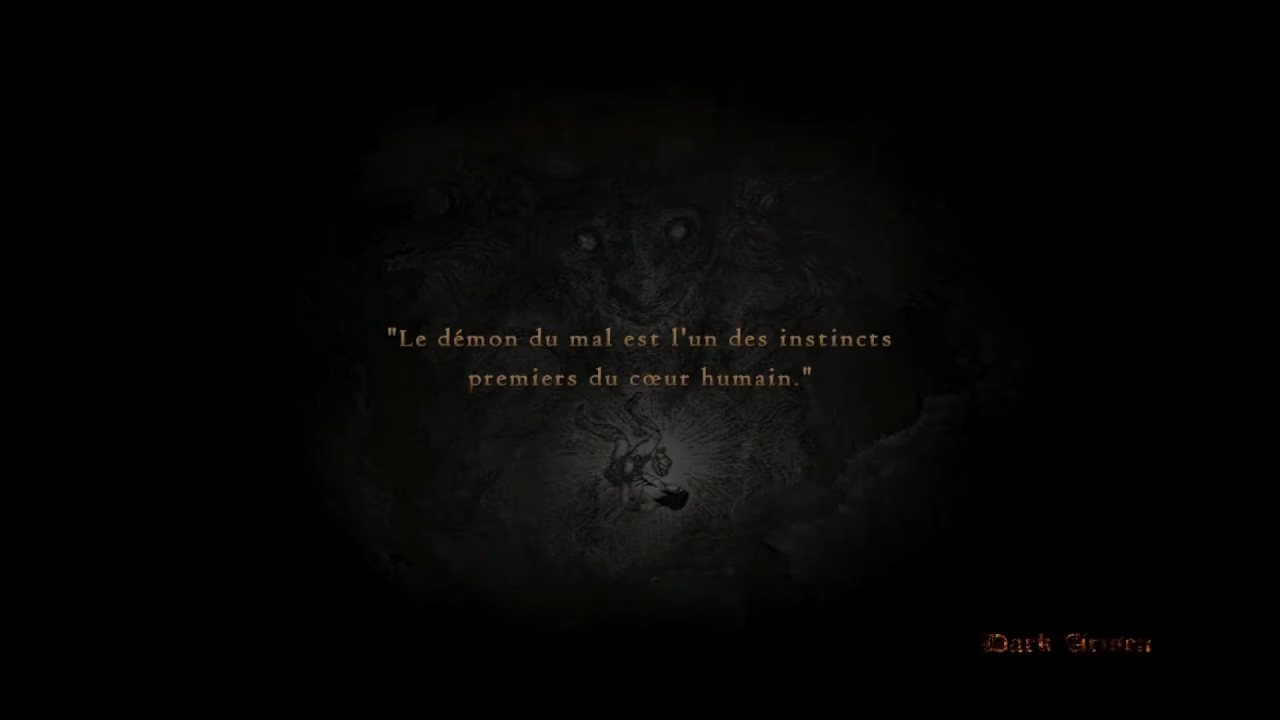 "Le démon du mal est l'un des instincts
premiers du cœur humain."
Dark Arisen